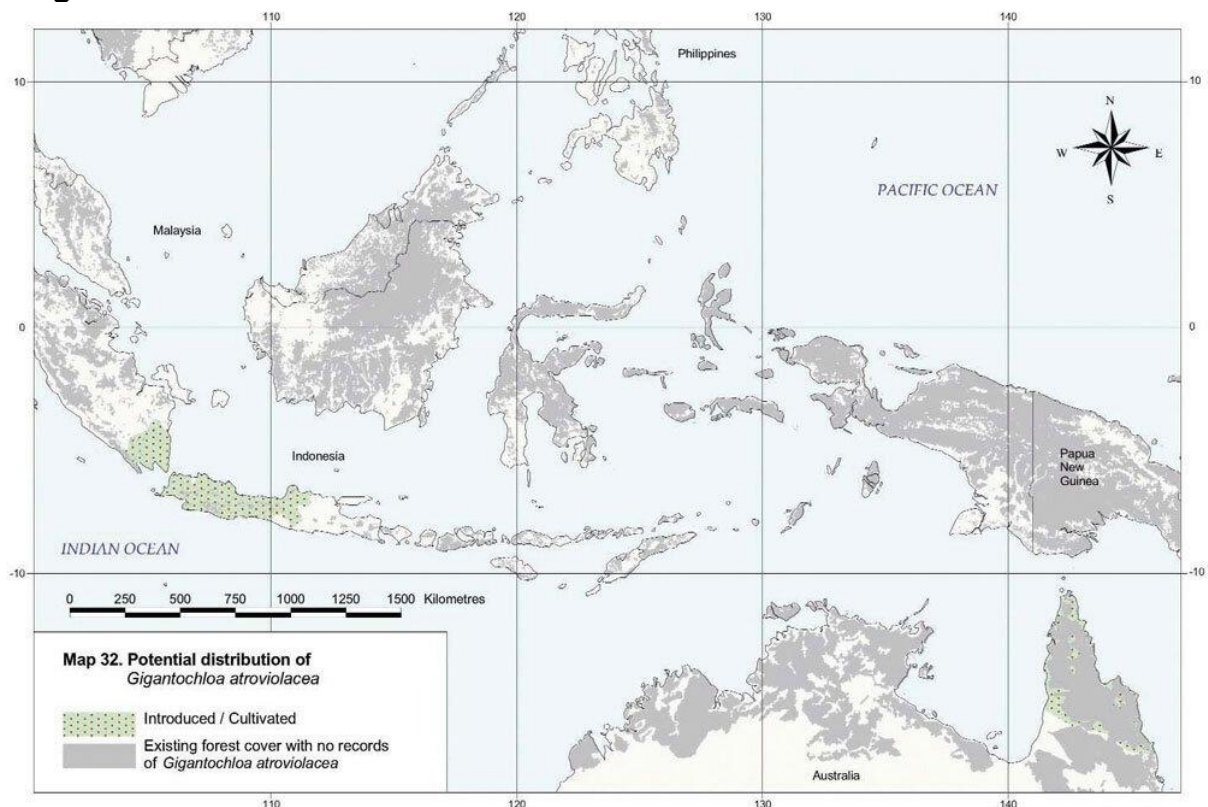 110 120 130 140
Philippines
10 10
N
W E
S
PACIFIC OCEAN
Malaysia
0 0
Papua
New
Guinea
Indonesia
INDIAN OCEAN
-10 -10
0 250 500 750 1000 1250 1500 Kilometres
Map 32. Potential distribution of
Gigantochloa atroviolacea
Introduced / Cultivated
Existing forest cover with no records
of Gigantochloa atroviolacea
Australia
110 120 130 140